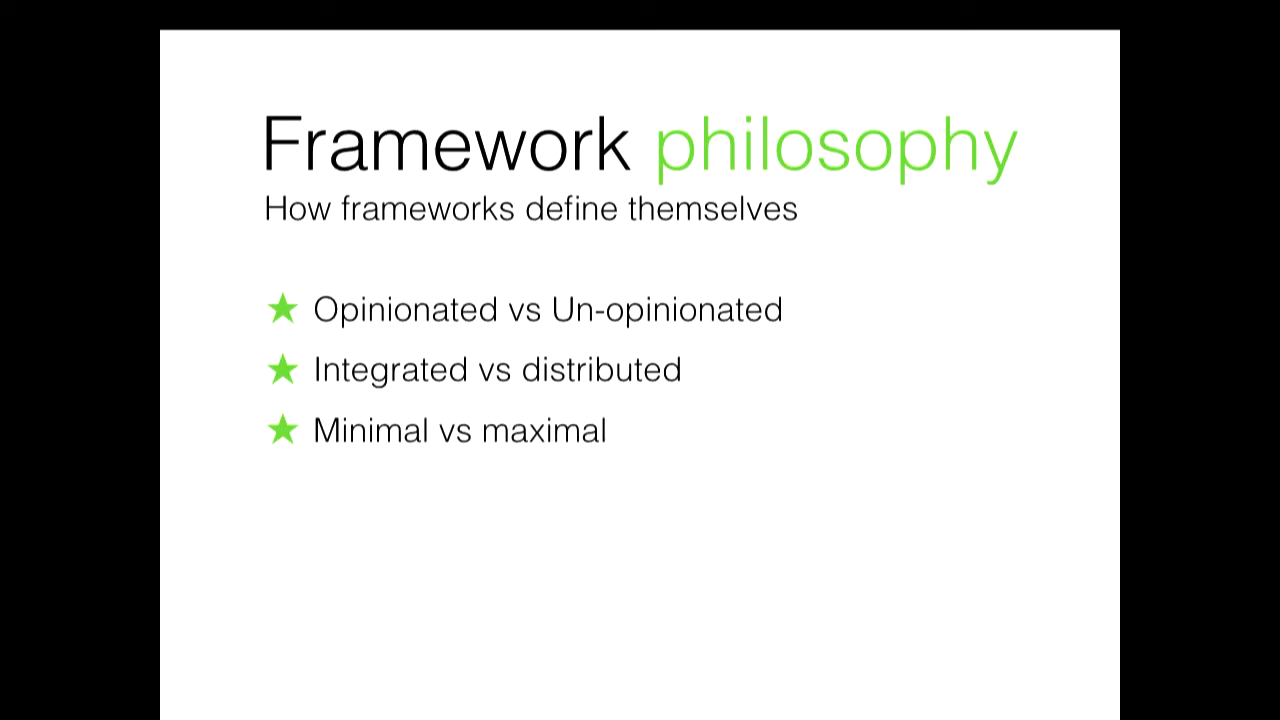 Framework philosophy
How frameworks define themselves
★ Opinionated vs Un-opinionated
★ Integrated vs distributed
★ Minimal vs maximal